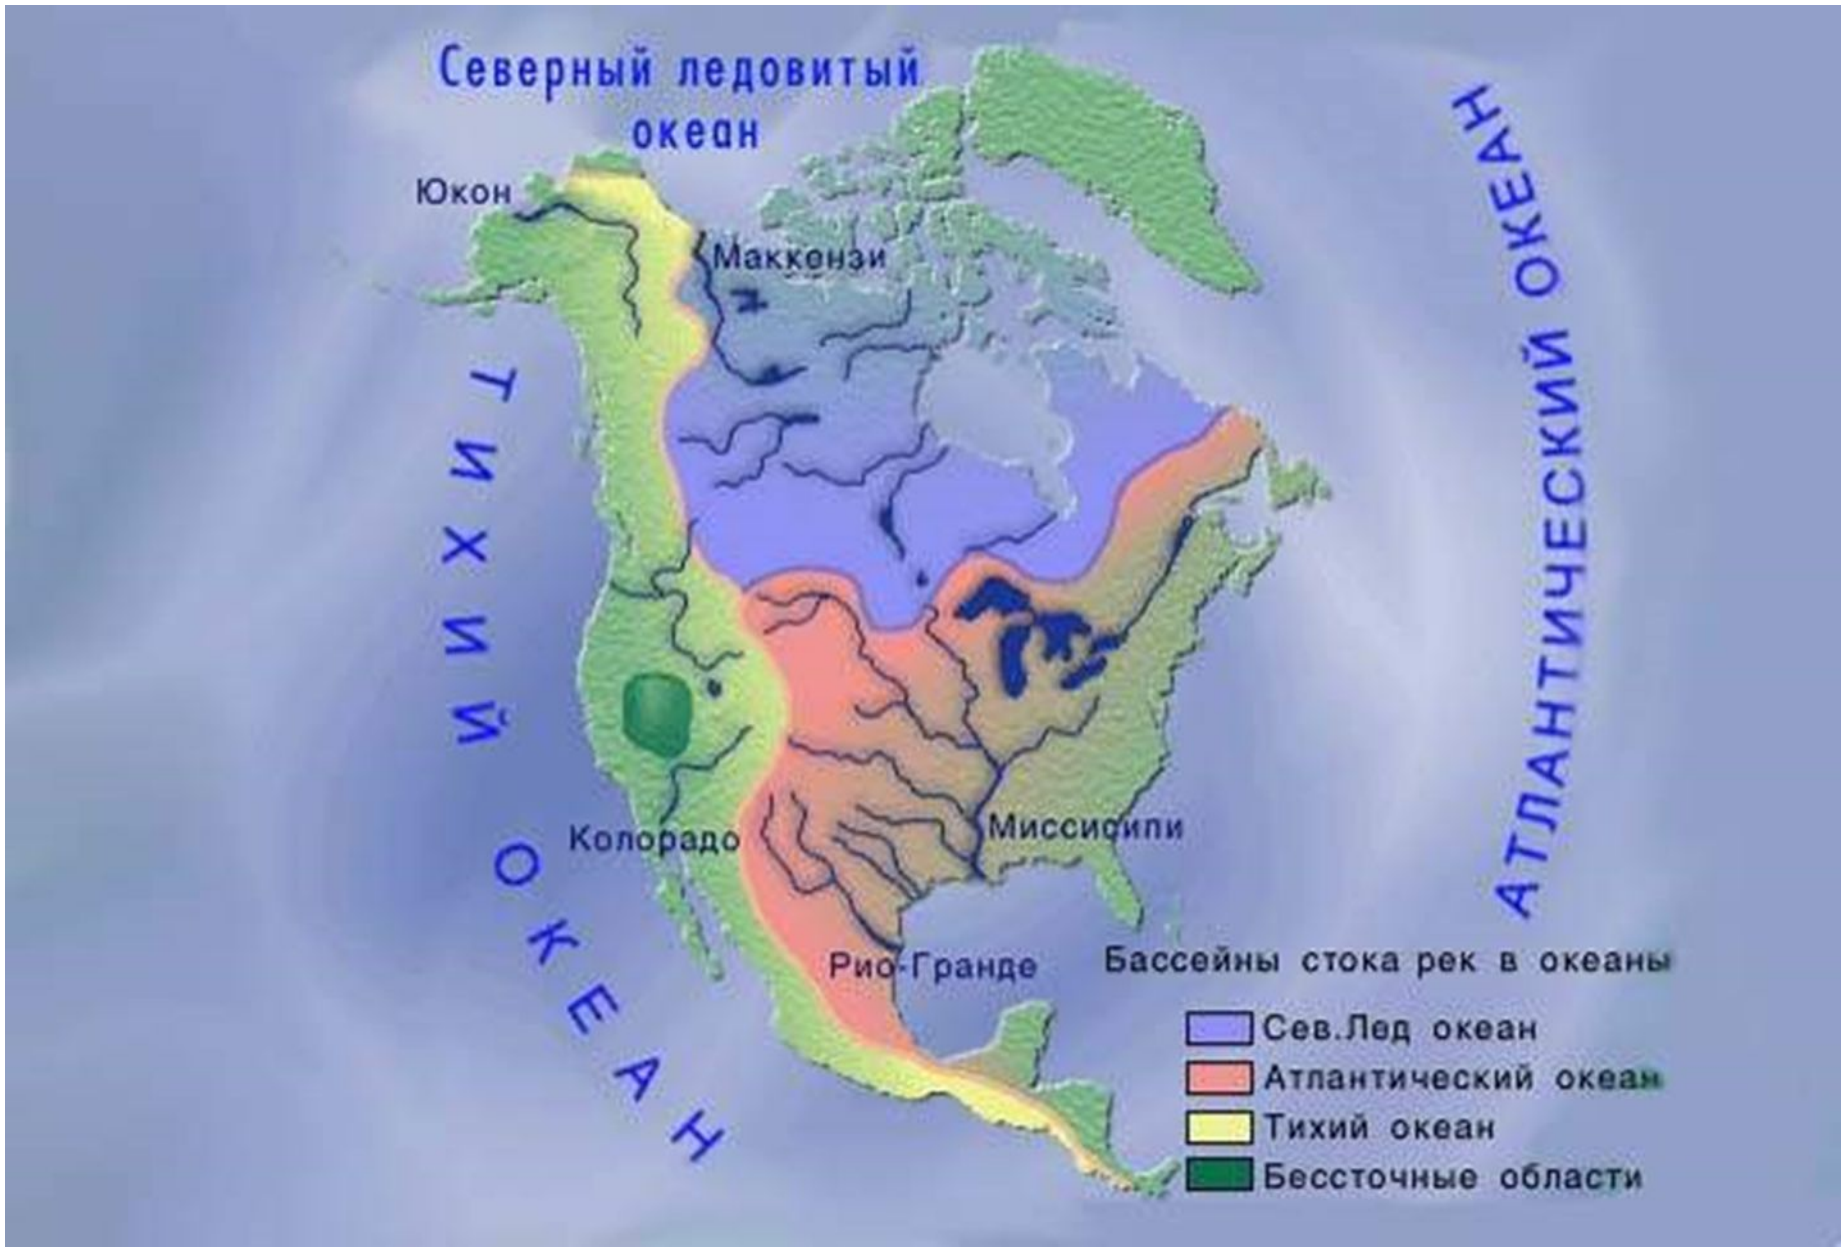 Северный ледовитый
океан
Юкон
Маккензи
ТИХИЙ ОКЕАН
АТЛАНТИЧЕСКИЙ ОКЕАН
Колорадо
Миссисипи
Рио-Гранде
Бассейны стока рек в океаны
Сев.Лед океан
Атлантический океан
Тихий океан
Бессточные области